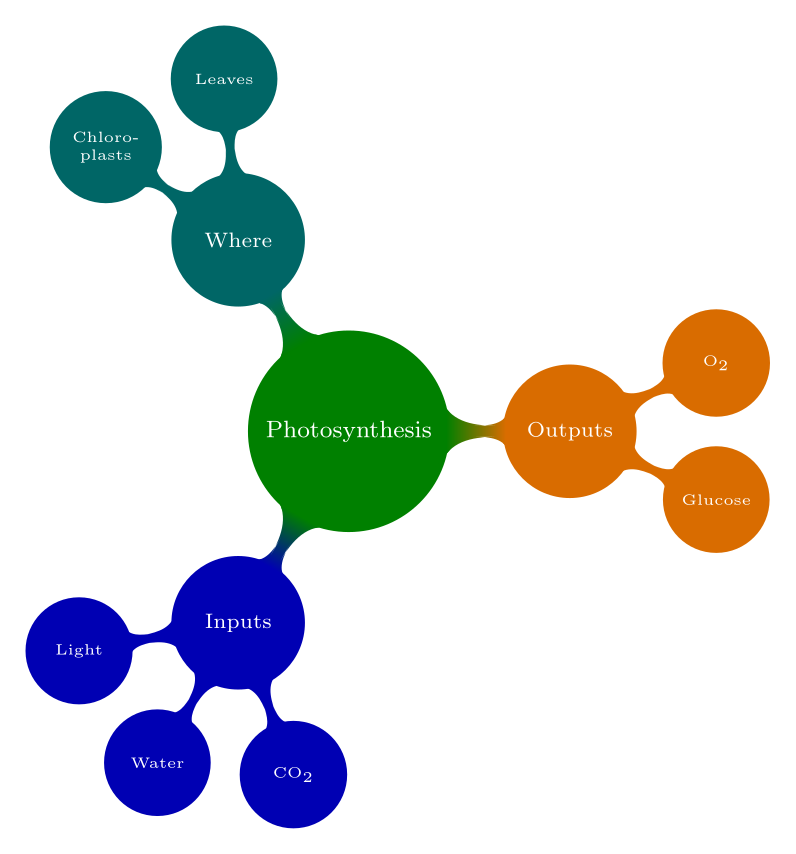 Leaves
Chloro-
plasts
Where
O₂
Photosynthesis
Outputs
Glucose
Inputs
Light
Water
CO₂